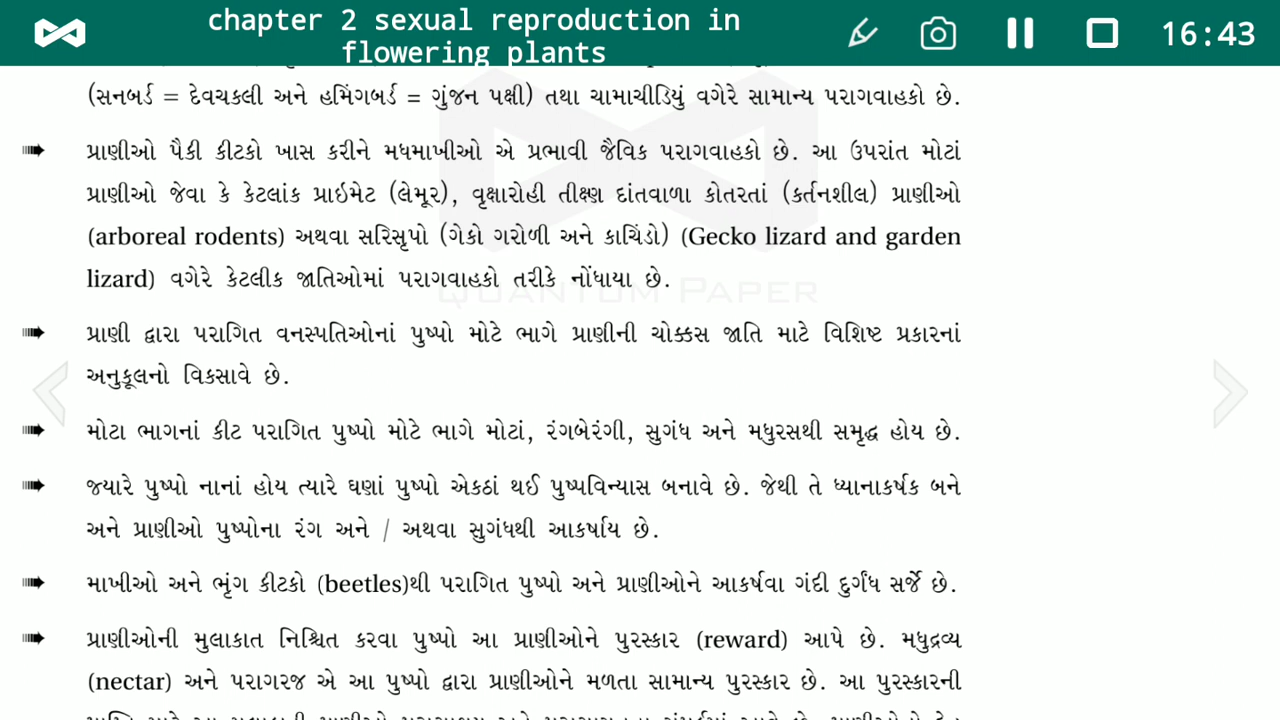 chapter 2 sexual reproduction in
flowering plants
16:43
(સનબર્ડ = દેવચકલી અને હમિંગબર્ડ = ગુંજન પક્ષી) તથા ચામાચીડિયું વગેરે સામાન્ય પરાગવાહકો છે.
પ્રાણીઓ પૈકી કીટકો ખાસ કરીને મધમાખીઓ એ પ્રભાવી જૈવિક પરાગવાહકો છે. આ ઉપરાંત મોટાં
પ્રાણીઓ જેવા કે કેટલાંક પ્રાઇમેટ (લેમૂર), વૃક્ષારોહી તીક્ષ્ણ દાંતવાળા કોતરતાં (કર્તનશીલ) પ્રાણીઓ
(arboreal rodents) અથવા સરિસૃપો (ગેકો ગરોળી અને કાચિંડો) (Gecko lizard and garden
lizard) વગેરે કેટલીક જાતિઓમાં પરાગવાહકો તરીકે નોંધાયા છે.
QUANTUM PAPER
પ્રાણી દ્વારા પરાગિત વનસ્પતિઓનાં પુષ્પો મોટે ભાગે પ્રાણીની ચોક્કસ જાતિ માટે વિશિષ્ટ પ્રકારનાં
અનુકૂલનો વિકસાવે છે.
મોટા ભાગનાં કીટ પરાગિત પુષ્પો મોટે ભાગે મોટાં, રંગબેરંગી, સુગંધ અને મધુરસથી સમૃદ્ધ હોય છે.
જ્યારે પુષ્પો નાનાં હોય ત્યારે ઘણાં પુષ્પો એકઠાં થઈ પુષ્પવિન્યાસ બનાવે છે. જેથી તે ધ્યાનાકર્ષક બને
અને પ્રાણીઓ પુષ્પોના રંગ અને / અથવા સુગંધથી આકર્ષાય છે.
માખીઓ અને ભૃંગ કીટકો (beetles)થી પરાગિત પુષ્પો અને પ્રાણીઓને આકર્ષવા ગંદી દુર્ગંધ સર્જે છે.
પ્રાણીઓની મુલાકાત નિશ્ચિત કરવા પુષ્પો આ પ્રાણીઓને પુરસ્કાર (reward) આપે છે. મધુદ્રવ્ય
(nectar) અને પરાગરજ એ આ પુષ્પો દ્વારા પ્રાણીઓને મળતા સામાન્ય પુરસ્કાર છે. આ પુરસ્કારની